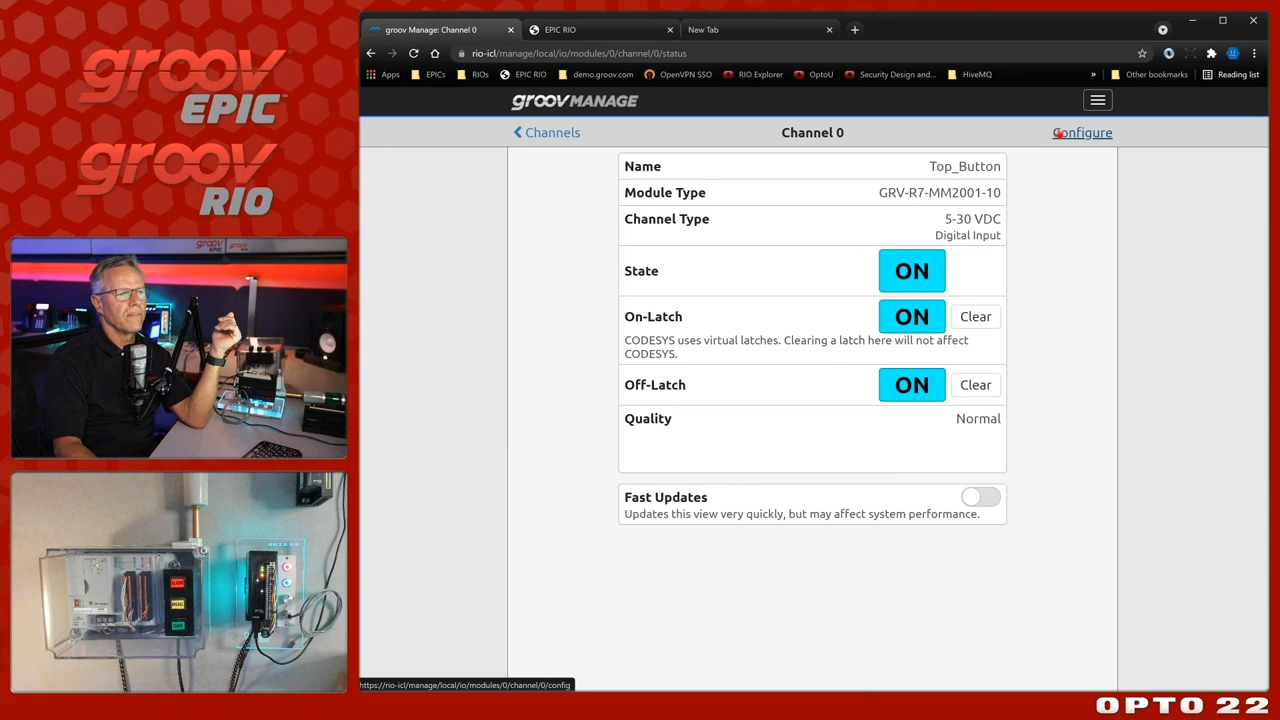 groov
EPIC™
groov
RIO
groov Manage: Channel 0
EPIC RIO
New Tab
rio-icl/manage/local/io/modules/0/channel/0/status
Apps
EPICs
RIOs
EPIC RIO
demo.groov.com
OpenVPN SSO
RIO Explorer
OptoU
Security Design and...
HiveMQ
»
Other bookmarks
Reading list
groov MANAGE
Channels
Channel 0
Configure
Name
Top_Button
Module Type
GRV-R7-MM2001-10
Channel Type
5-30 VDC
Digital Input
State
ON
On-Latch
ON
Clear
CODESYS uses virtual latches. Clearing a latch here will not affect
CODESYS.
Off-Latch
ON
Clear
Quality
Normal
Fast Updates
Updates this view very quickly, but may affect system performance.
https://rio-icl/manage/local/io/modules/0/channel/0/config
OPTO 22